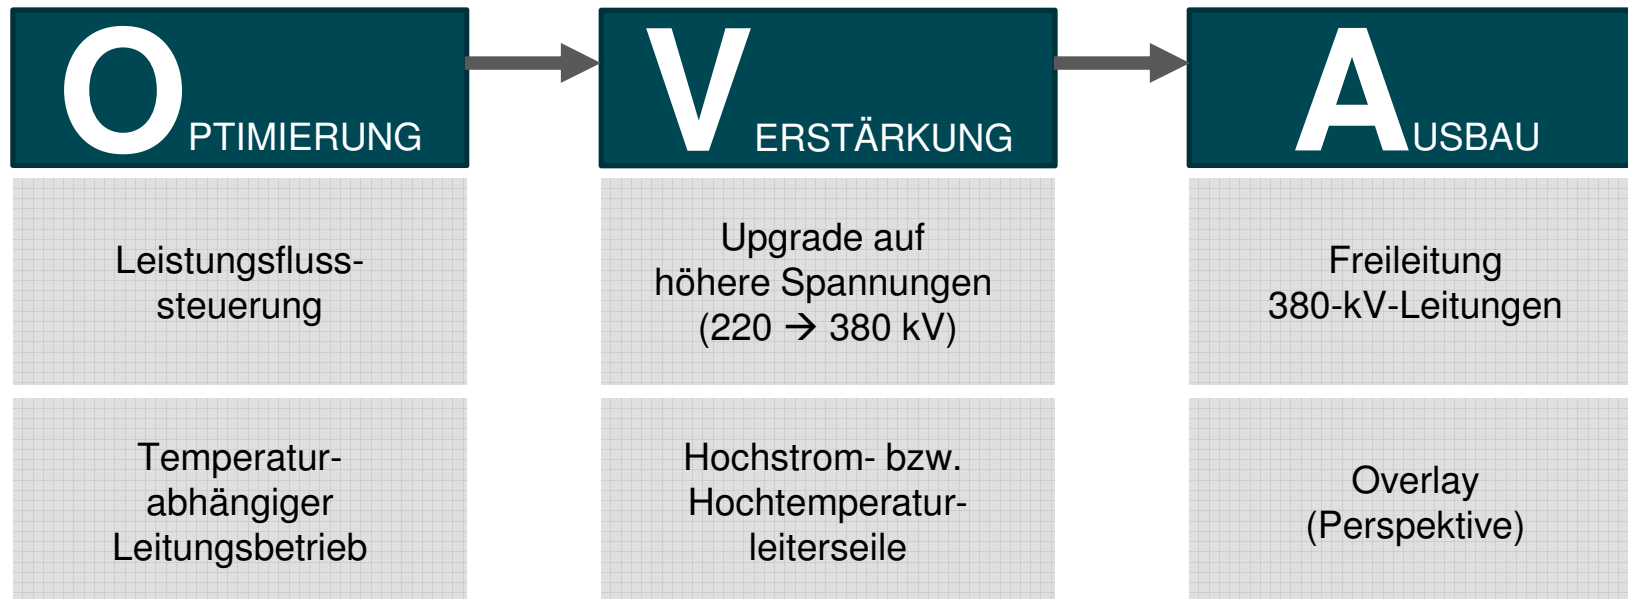 OPTIMIERUNG
VERSTÄRKUNG
AUSBAU
Leistungsfluss-
steuerung
Upgrade auf
höhere Spannungen
(220 → 380 kV)
Freileitung
380-kV-Leitungen
Temperatur-
abhängiger
Leitungsbetrieb
Hochstrom- bzw.
Hochtemperatur-
leiterseile
Overlay
(Perspektive)